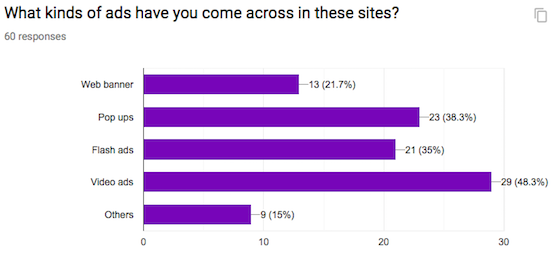 What kinds of ads have you come across in these sites?
60 responses
Web banner 13 (21.7%)
Pop ups 23 (38.3%)
Flash ads 21 (35%)
Video ads 29 (48.3%)
Others 9 (15%)
0 10 20 30